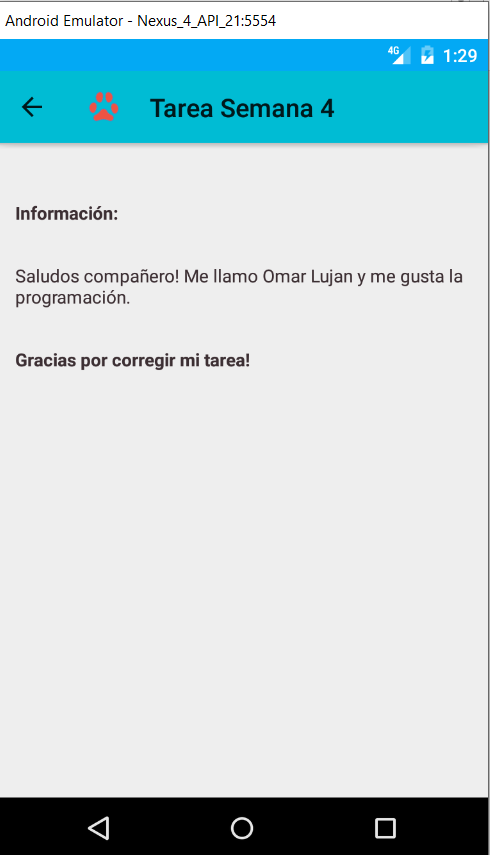 Android Emulator - Nexus_4_API_21:5554
4G 1:29
Tarea Semana 4
Información:
Saludos compañero! Me llamo Omar Lujan y me gusta la
programación.
Gracias por corregir mi tarea!